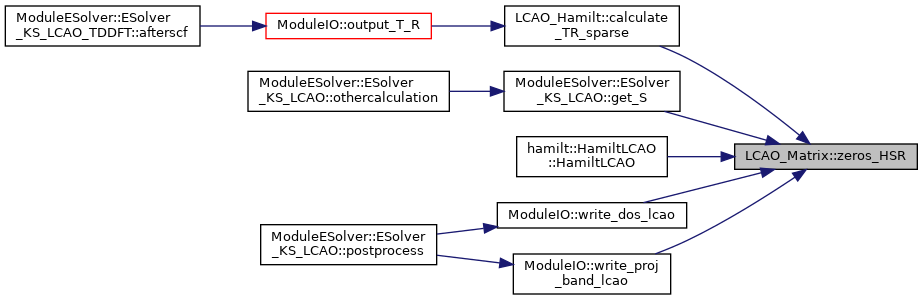 ModuleESolver::ESolver
_KS_LCAO_TDDFT::afterscf
ModuleIO::output_T_R
LCAO_Hamilt::calculate
_TR_sparse
ModuleESolver::ESolver
_KS_LCAO::othercalculation
ModuleESolver::ESolver
_KS_LCAO::get_S
hamilt::HamiltLCAO
::HamiltLCAO
LCAO_Matrix::zeros_HSR
ModuleIO::write_dos_lcao
ModuleESolver::ESolver
_KS_LCAO::postprocess
ModuleIO::write_proj
_band_lcao